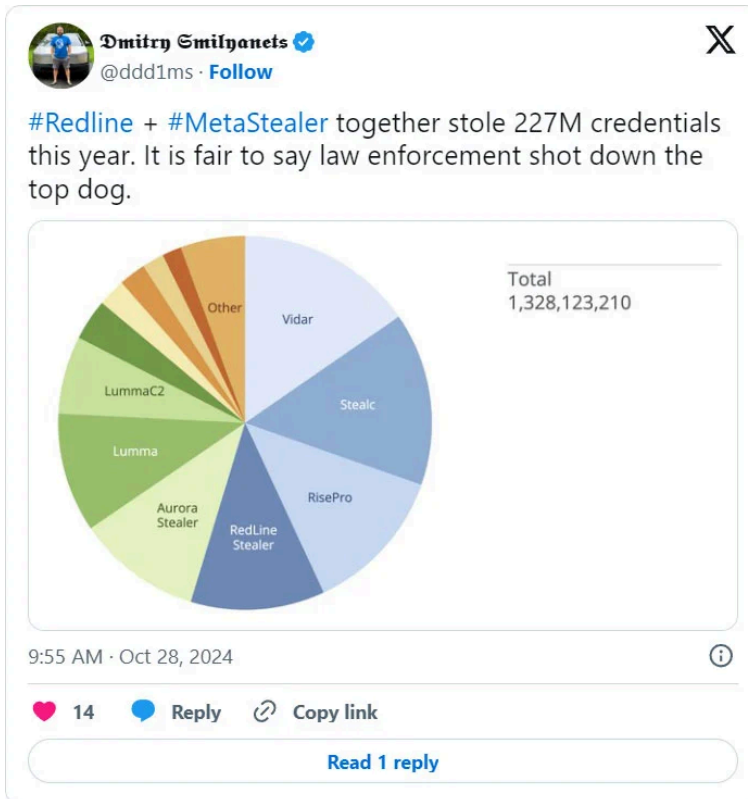 𝕯𝖒𝖎𝖙𝖗𝖞 𝕾𝖒𝖎𝖑𝖞𝖆𝖓𝖊𝖙𝖘
@ddd1ms · Follow
#Redline + #MetaStealer together stole 227M credentials
this year. It is fair to say law enforcement shot down the
top dog.
Other
Vidar
Total
1,328,123,210
LummaC2
Stealc
Lumma
RisePro
Aurora
Stealer
RedLine
Stealer
9:55 AM · Oct 28, 2024
14 Reply Copy link
Read 1 reply